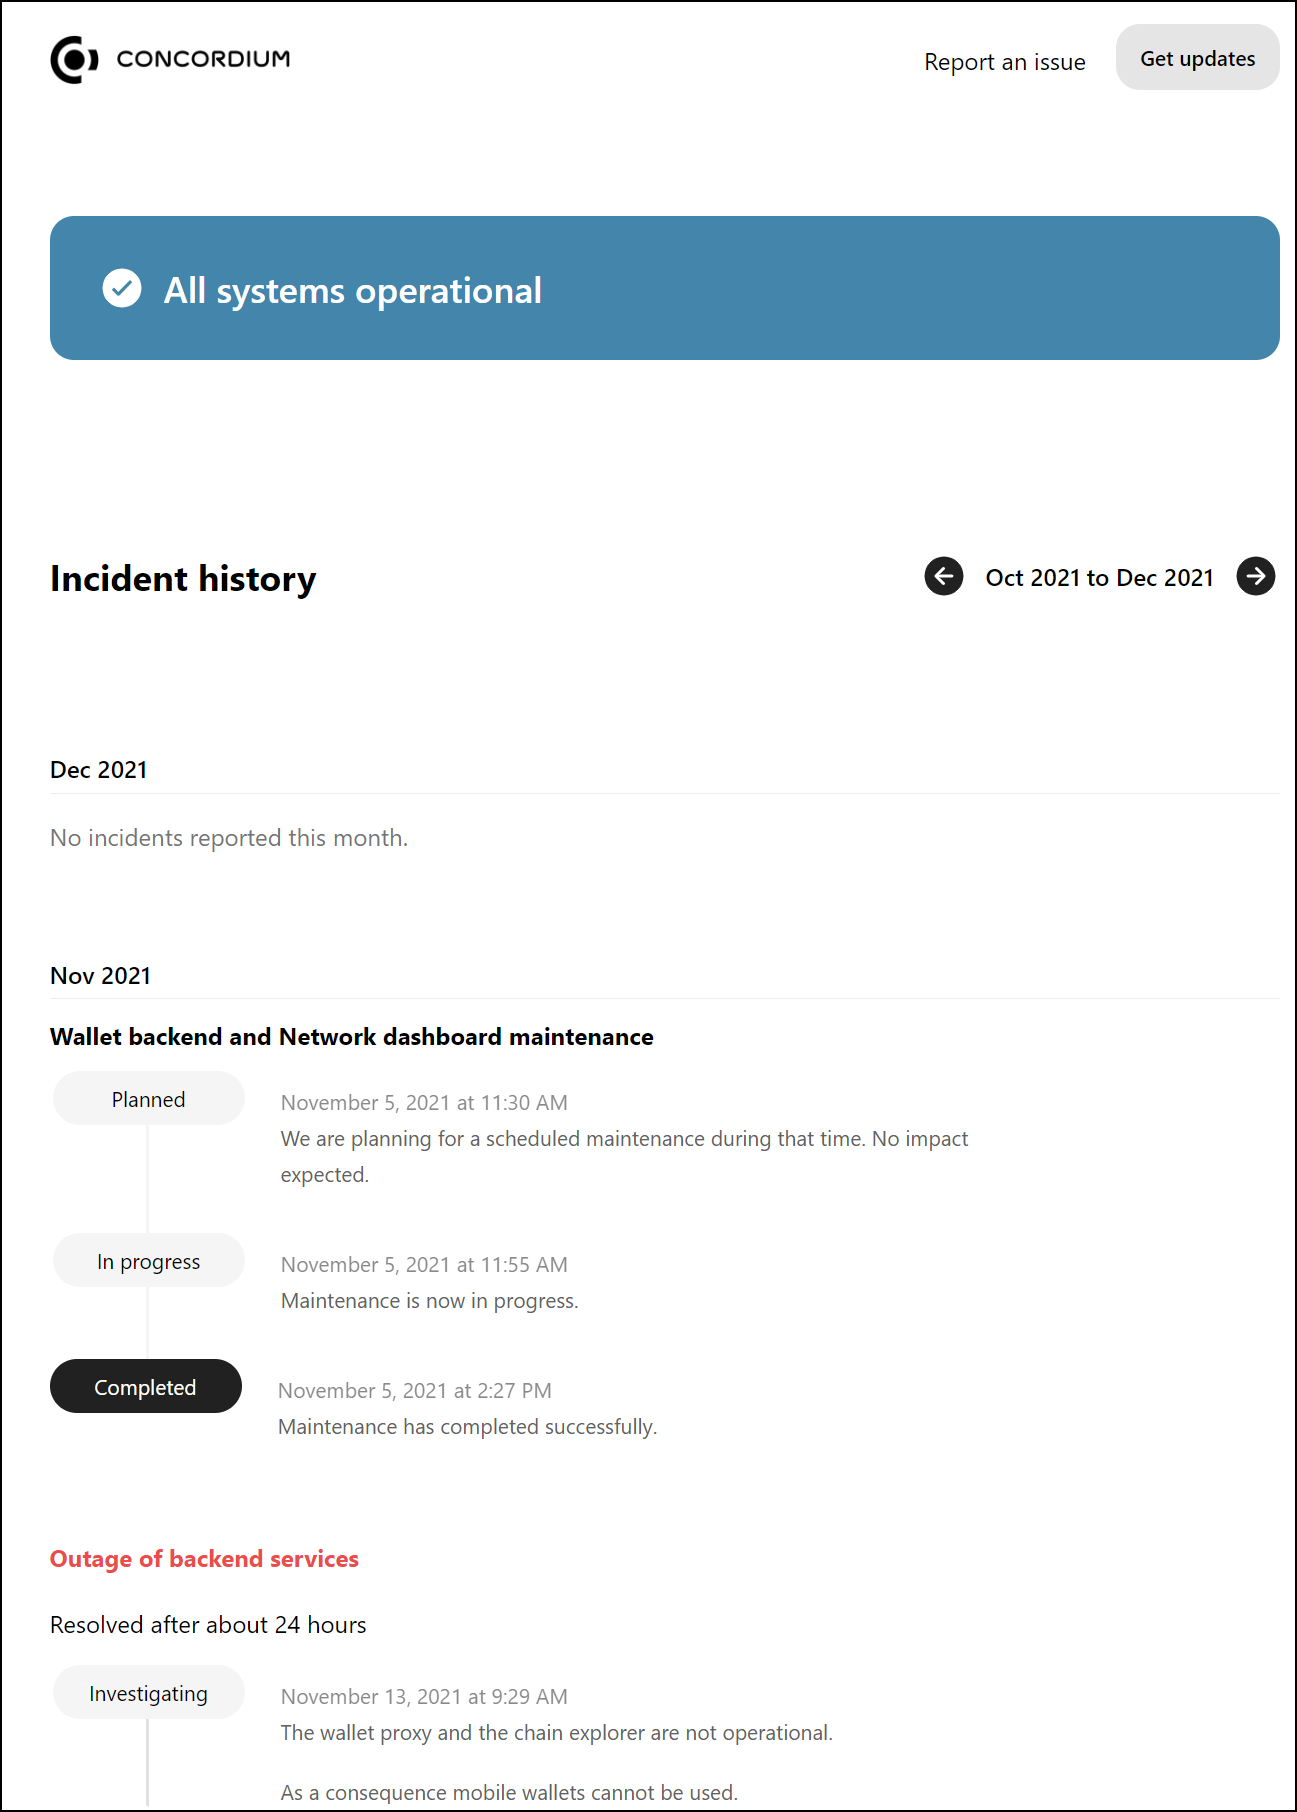 CONCORDIUM
Report an issue
Get updates
All systems operational
Incident history
Oct 2021 to Dec 2021
Dec 2021
No incidents reported this month.
Nov 2021
Wallet backend and Network dashboard maintenance
Planned
November 5, 2021 at 11:30 AM
We are planning for a scheduled maintenance during that time. No impact
expected.
In progress
November 5, 2021 at 11:55 AM
Maintenance is now in progress.
Completed
November 5, 2021 at 2:27 PM
Maintenance has completed successfully.
Outage of backend services
Resolved after about 24 hours
Investigating
November 13, 2021 at 9:29 AM
The wallet proxy and the chain explorer are not operational.
As a consequence mobile wallets cannot be used.